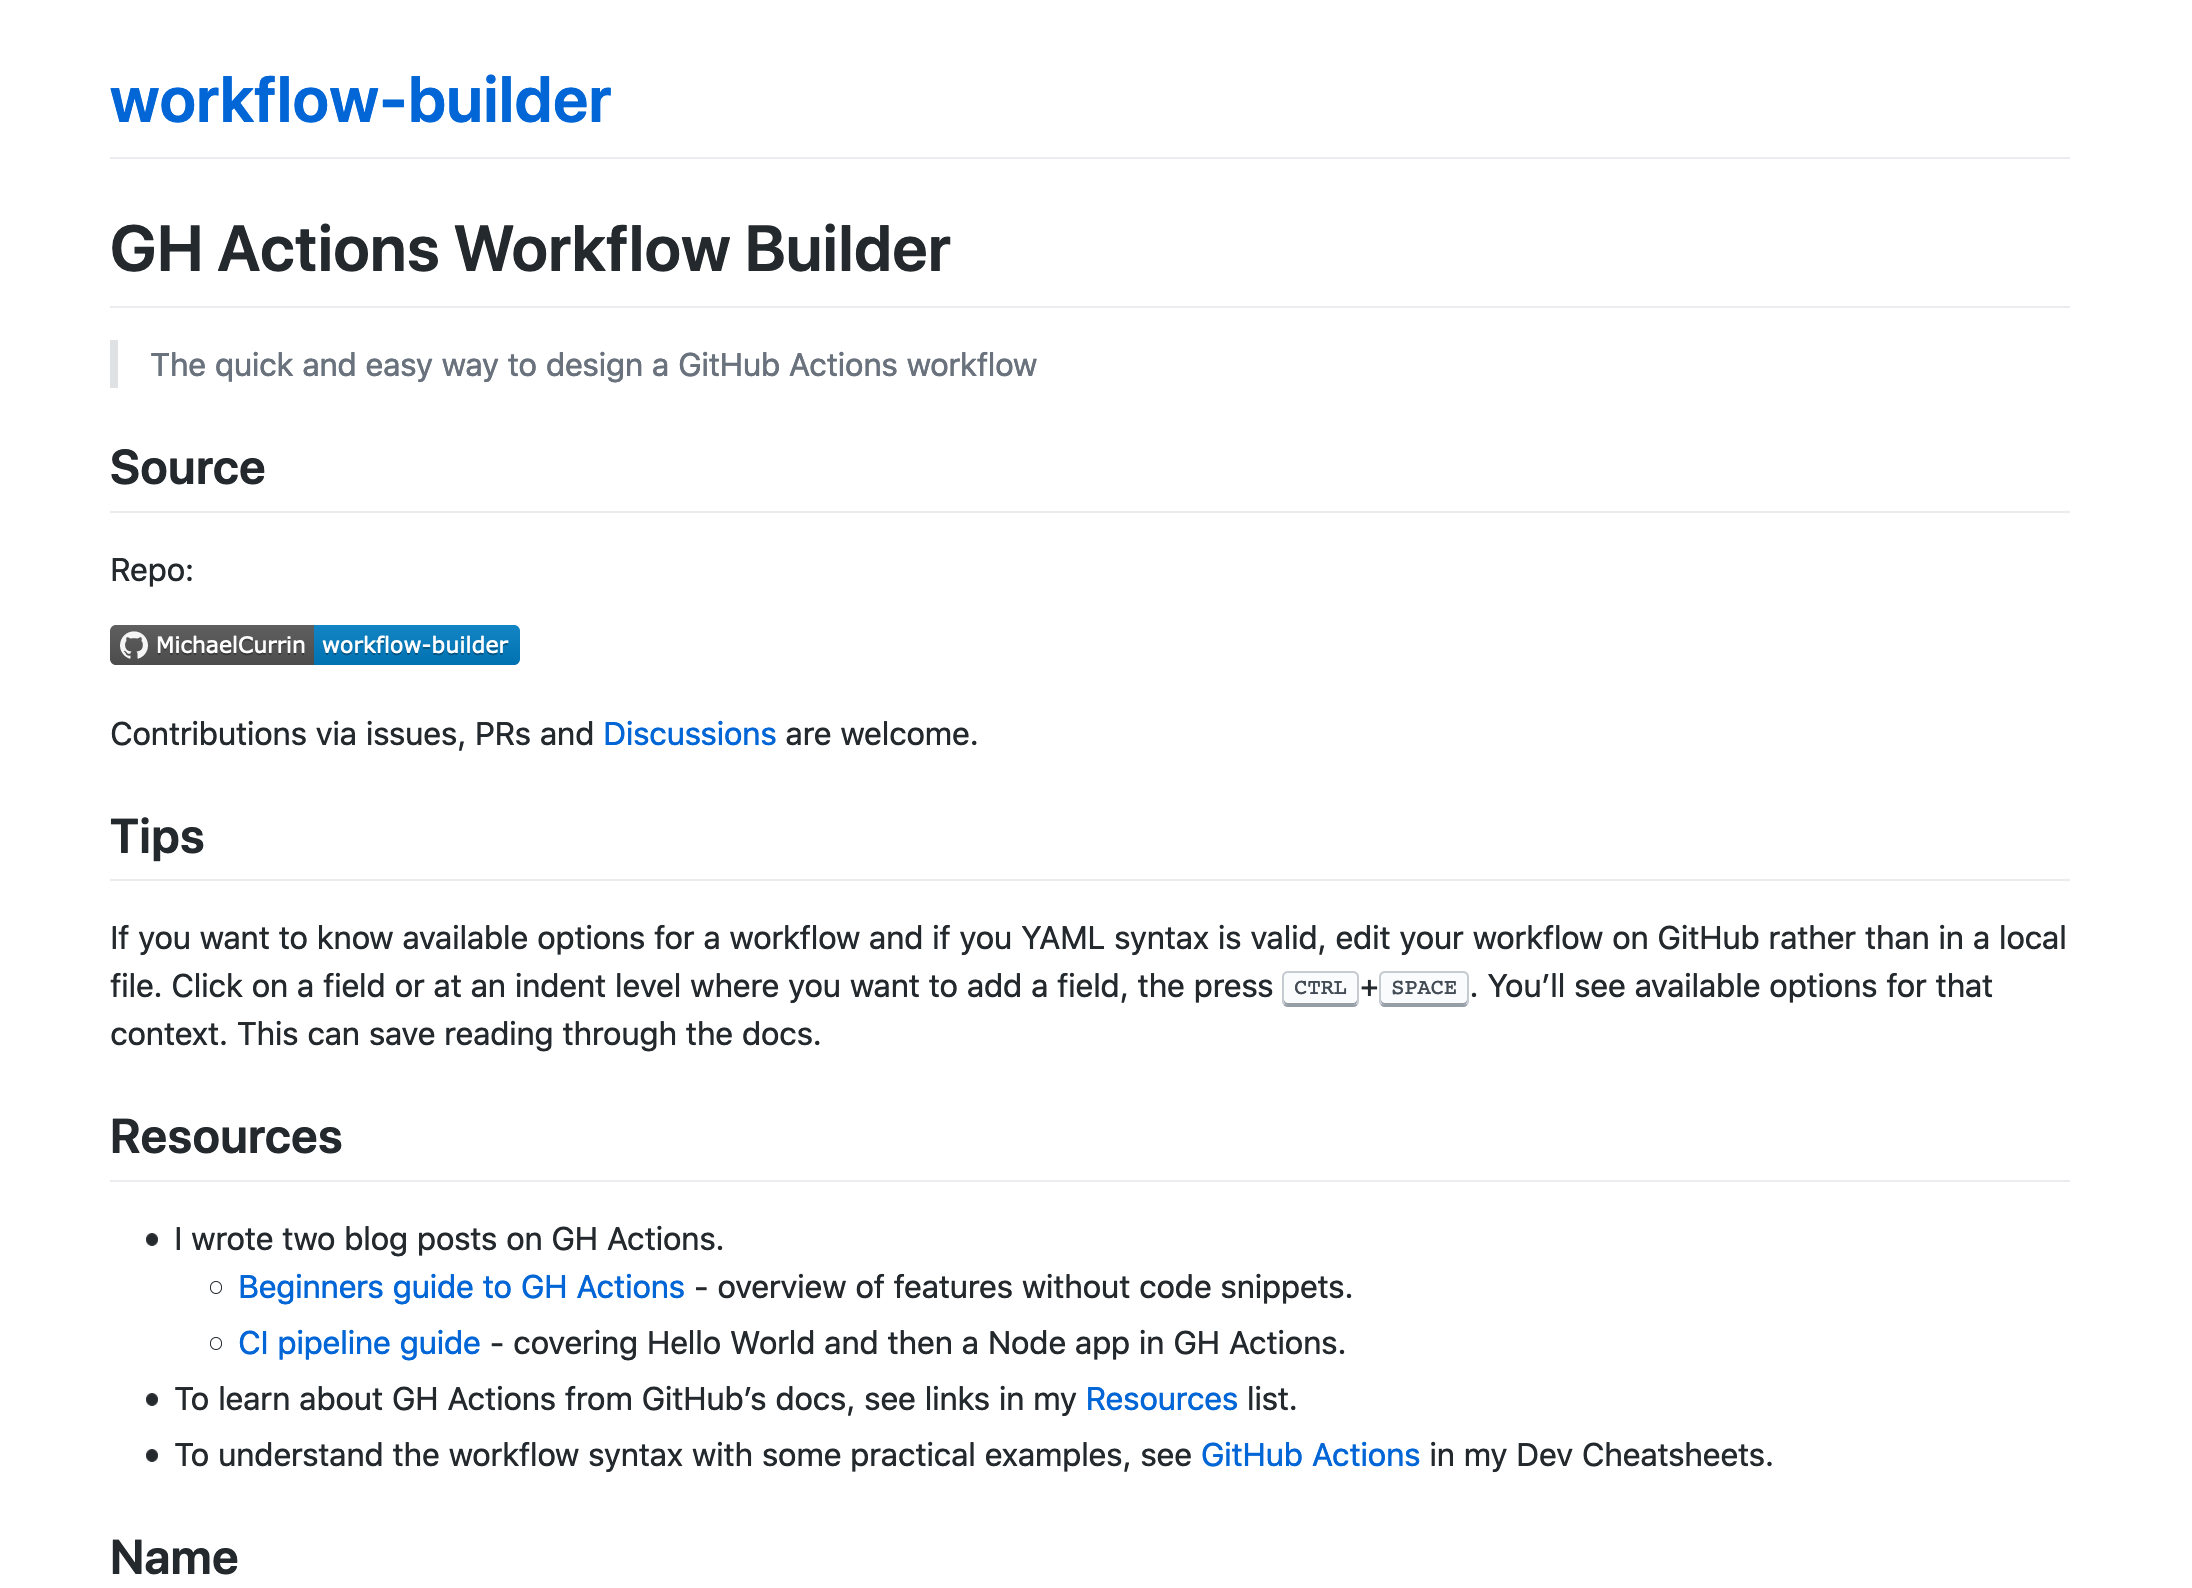 workflow-builder
GH Actions Workflow Builder
The quick and easy way to design a GitHub Actions workflow
Source
Repo:
MichaelCurrin workflow-builder
Contributions via issues, PRs and Discussions are welcome.
Tips
If you want to know available options for a workflow and if you YAML syntax is valid, edit your workflow on GitHub rather than in a local
file. Click on a field or at an indent level where you want to add a field, the press CTRL+SPACE. You’ll see available options for that
context. This can save reading through the docs.
Resources
• I wrote two blog posts on GH Actions.
○ Beginners guide to GH Actions - overview of features without code snippets.
○ CI pipeline guide - covering Hello World and then a Node app in GH Actions.
• To learn about GH Actions from GitHub’s docs, see links in my Resources list.
• To understand the workflow syntax with some practical examples, see GitHub Actions in my Dev Cheatsheets.
Name